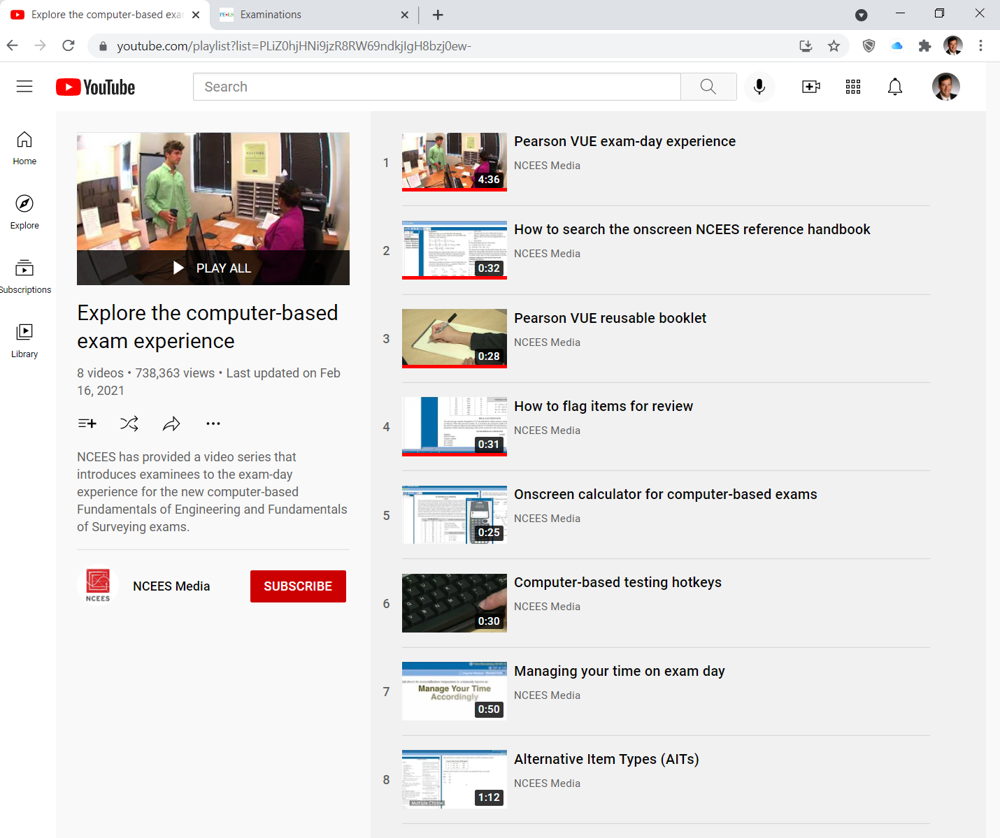 Explore the computer-based exa
PE LS
Examinations
youtube.com/playlist?list=PLiZ0hjHNi9jzR8RW69ndkjIgH8bzj0ew-
YouTube
Search
Home
Explore
Subscriptions
Library
PLAY ALL
Explore the computer-based
exam experience
8 videos • 738,363 views • Last updated on Feb
16, 2021
NCEES has provided a video series that
introduces examinees to the exam-day
experience for the new computer-based
Fundamentals of Engineering and Fundamentals
of Surveying exams.
NCEES
NCEES Media
SUBSCRIBE
1
4:36
Pearson VUE exam-day experience
NCEES Media
2
0:32
How to search the onscreen NCEES reference handbook
NCEES Media
3
0:28
Pearson VUE reusable booklet
NCEES Media
4
0:31
How to flag items for review
NCEES Media
5
0:25
Onscreen calculator for computer-based exams
NCEES Media
6
0:30
Computer-based testing hotkeys
NCEES Media
7
Manage Your Time
Accordingly
0:50
Managing your time on exam day
NCEES Media
8
Multiple Choice
1:12
Alternative Item Types (AITs)
NCEES Media